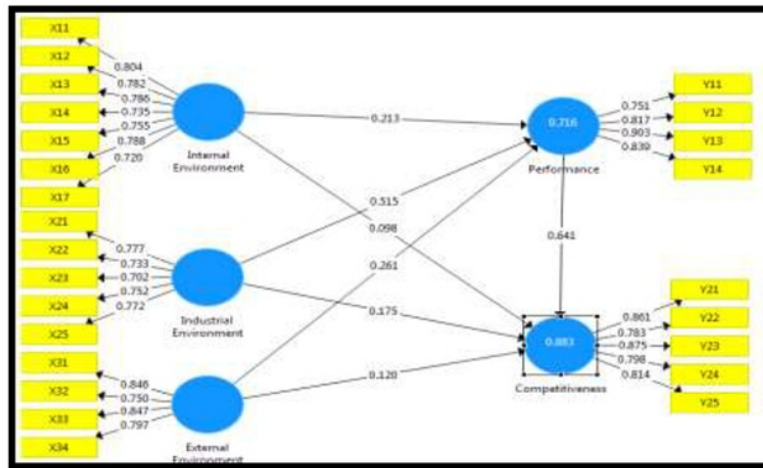 X11
X12
X13
X14
X15
X16
X17
0.804
0.782
0.786
0.735
0.755
0.788
0.720
Internal
Environment
X21
X22
X23
X24
X25
0.777
0.733
0.702
0.752
0.772
Industrial
Environment
X31
X32
X33
X34
0.846
0.750
0.847
0.797
External
Environment
0.213
0.515
0.098
0.261
0.175
0.120
0.641
0.716
Performance
0.751
0.817
0.903
0.839
Y11
Y12
Y13
Y14
0.883
Competitiveness
0.861
0.783
0.875
0.798
0.814
Y21
Y22
Y23
Y24
Y25